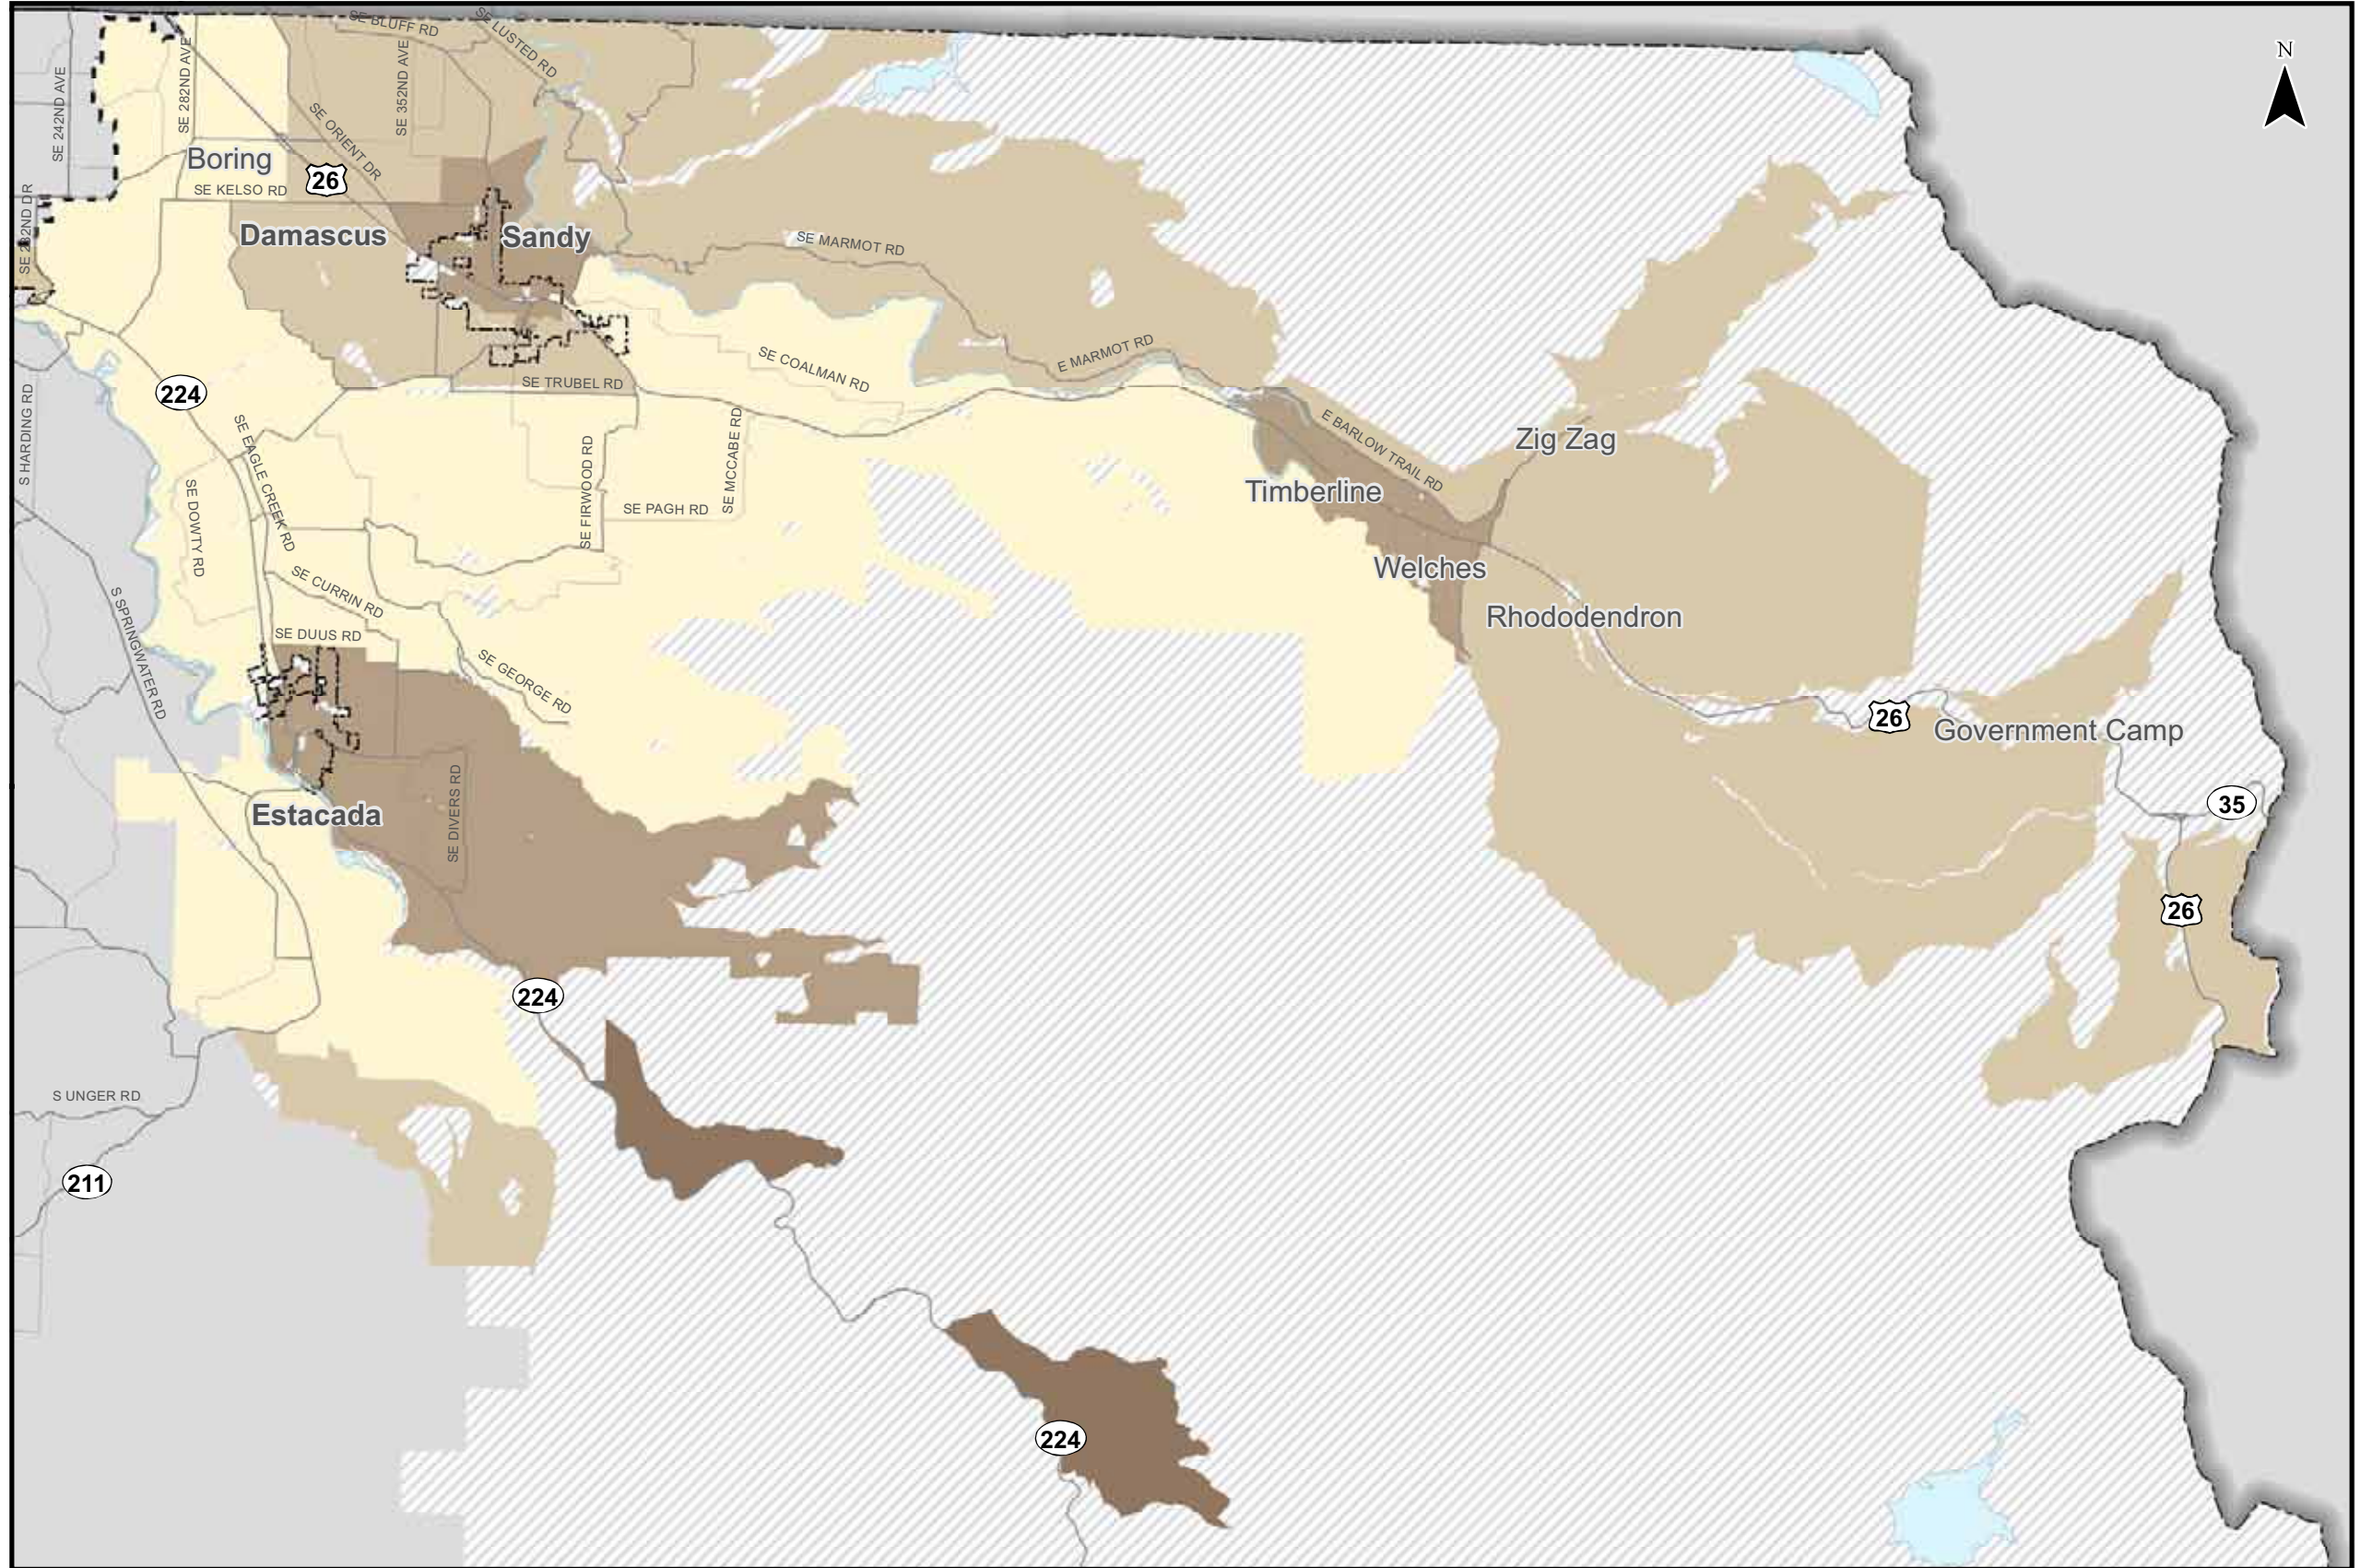 SE BLUFF RD
SE LUSTED RD
N
SE 242ND AVE
SE 282ND AVE
SE 352ND AVE
SE ORIENT DR
Boring
26
SE KELSO RD
SE 232ND DR
Damascus
Sandy
SE MARMOT RD
SE COALMAN RD
E MARMOT RD
SE TRUBEL RD
224
S HARDING RD
SE EAGLE CREEK RD
SE FIRWOOD RD
SE MCCABE RD
E BARLOW TRAIL RD
Zig Zag
Timberline
SE DOWTY RD
SE PAGH RD
Welches
SE CURRIN RD
Rhododendron
S SPRINGWATER RD
SE DUUS RD
SE GEORGE RD
26
Government Camp
35
Estacada
SE DIVERS RD
26
224
S UNGER RD
211
224